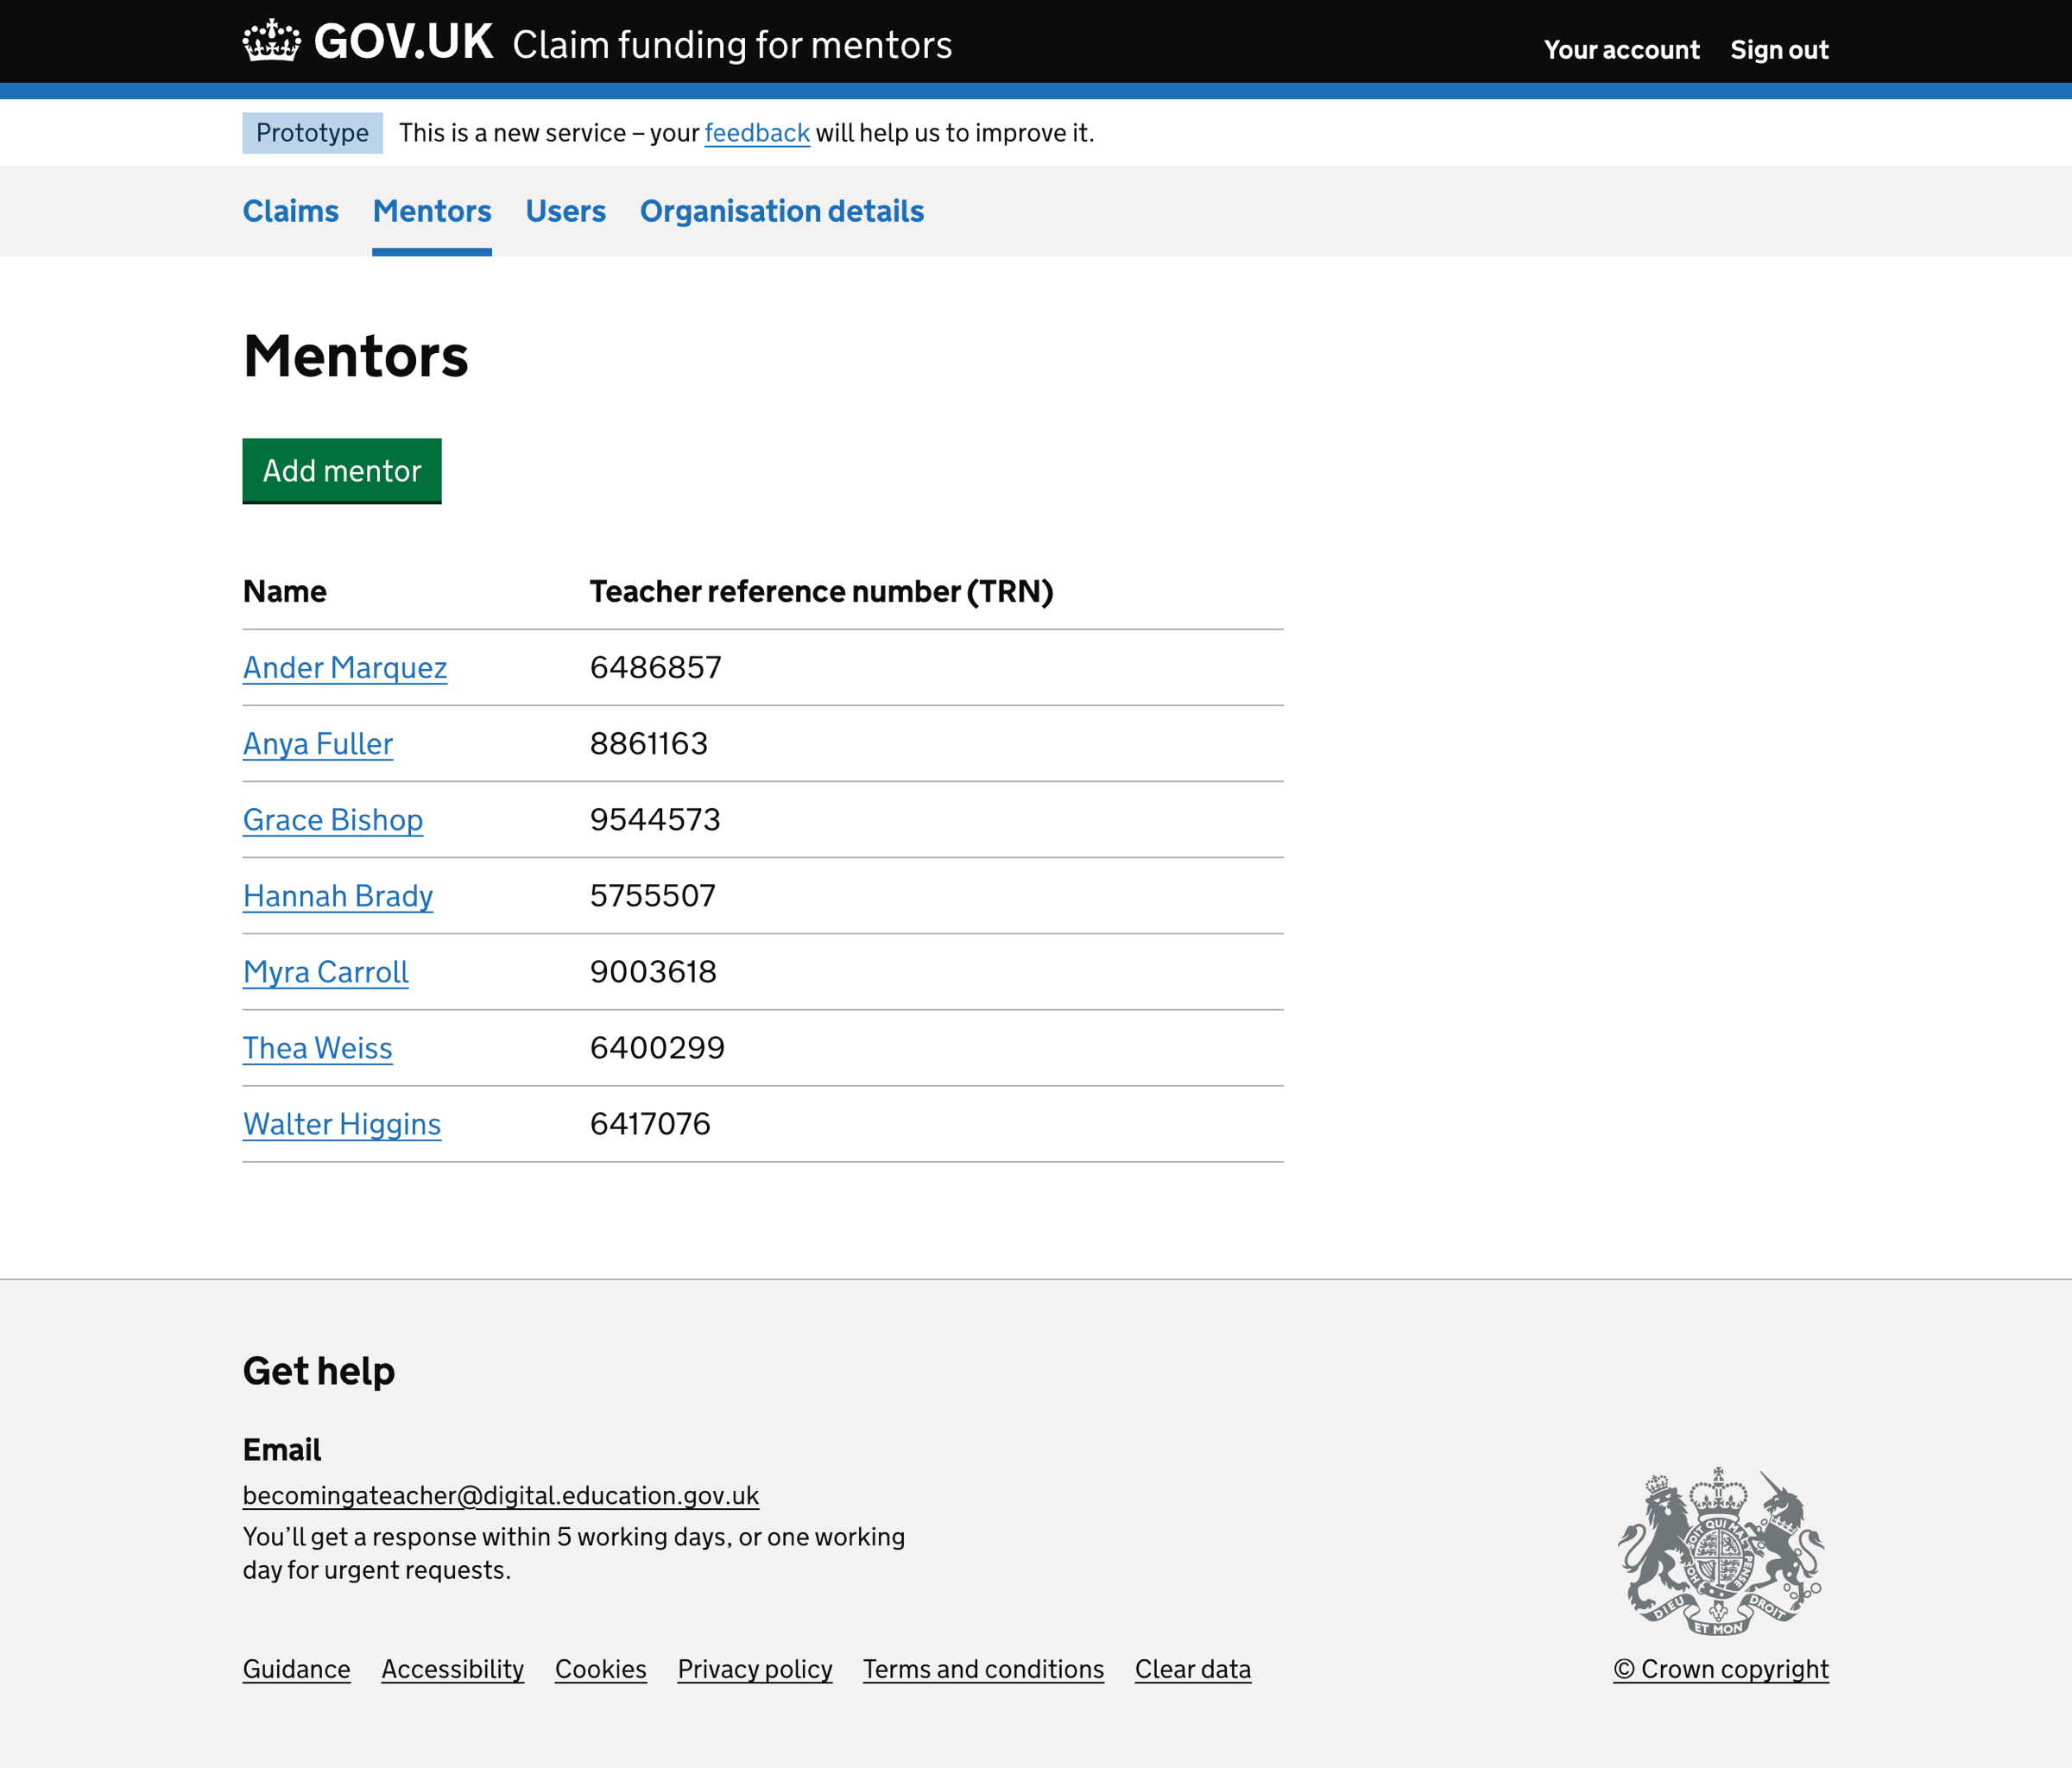 GOV.UK Claim funding for mentors Your account Sign out
Prototype This is a new service – your feedback will help us to improve it.
Claims Mentors Users Organisation details
Mentors
Add mentor
Name Teacher reference number (TRN)
Ander Marquez 6486857
Anya Fuller 8861163
Grace Bishop 9544573
Hannah Brady 5755507
Myra Carroll 9003618
Thea Weiss 6400299
Walter Higgins 6417076
Get help
Email
becomingateacher@digital.education.gov.uk
You’ll get a response within 5 working days, or one working
day for urgent requests.
SOIT QUI MAL Y PENSE
DIEU ET MON DROIT
Guidance Accessibility Cookies Privacy policy Terms and conditions Clear data © Crown copyright